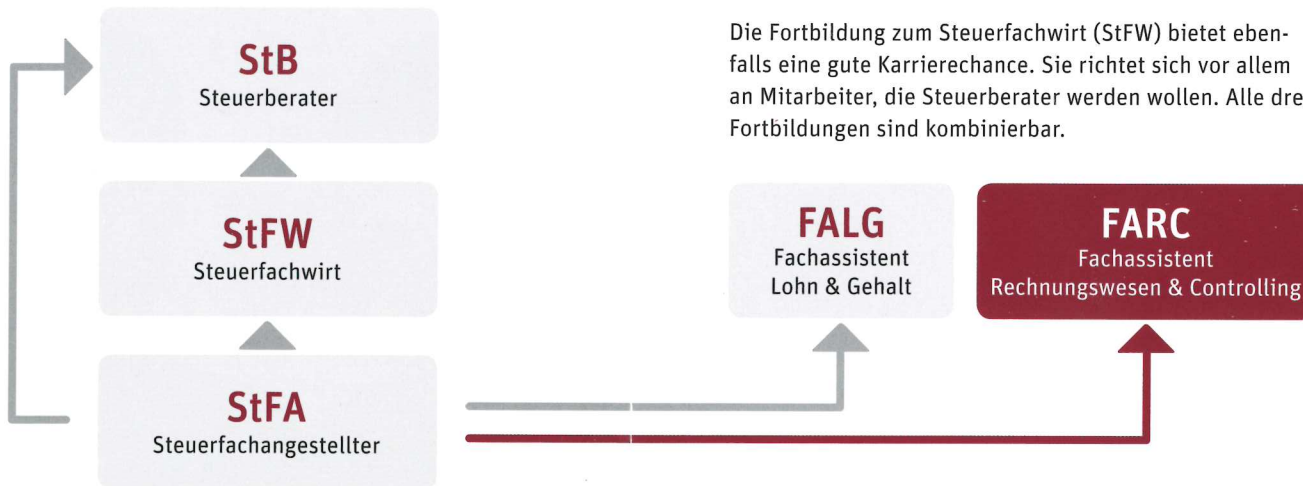 StB
Steuerberater
StFW
Steuerfachwirt
StFA
Steuerfachangestellter
Die Fortbildung zum Steuerfachwirt (StFW) bietet eben-
falls eine gute Karrierechance. Sie richtet sich vor allem
an Mitarbeiter, die Steuerberater werden wollen. Alle dre
Fortbildungen sind kombinierbar.
FALG
Fachassistent
Lohn & Gehalt
FARC
Fachassistent
Rechnungswesen & Controlling